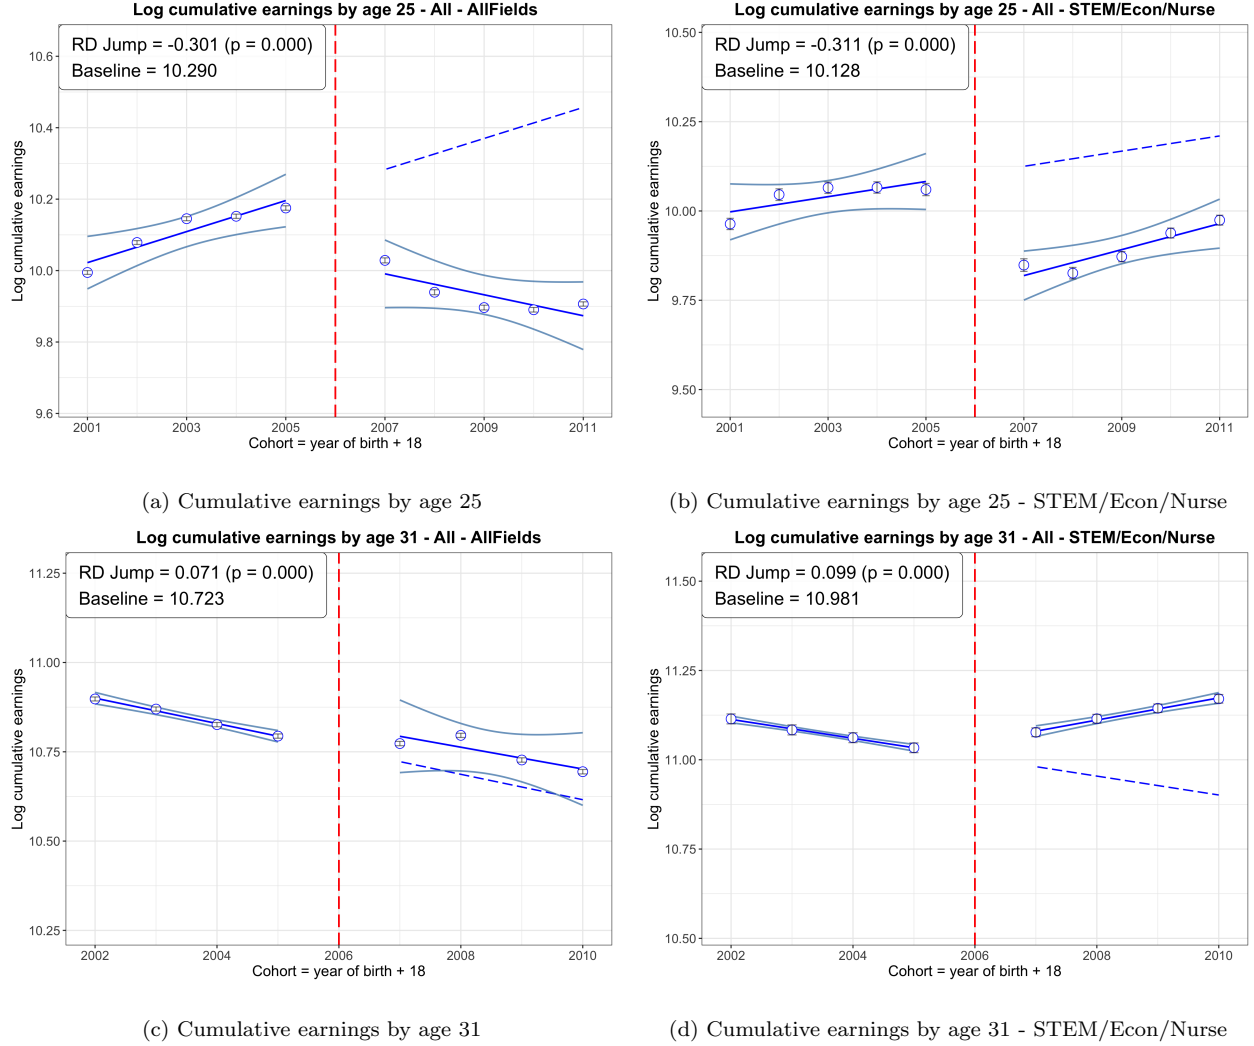 Log cumulative earnings by age 25 - All - AllFields
RD Jump = -0.301 (p = 0.000)
Baseline = 10.290
Log cumulative earnings
10.6
10.4
10.2
10.0
9.8
9.6
2001 2003 2005 2007 2009 2011
Cohort = year of birth + 18
(a) Cumulative earnings by age 25
Log cumulative earnings by age 25 - All - STEM/Econ/Nurse
RD Jump = -0.311 (p = 0.000)
Baseline = 10.128
Log cumulative earnings
10.50
10.25
10.00
9.75
9.50
2001 2003 2005 2007 2009 2011
Cohort = year of birth + 18
(b) Cumulative earnings by age 25 - STEM/Econ/Nurse
Log cumulative earnings by age 31 - All - AllFields
RD Jump = 0.071 (p = 0.000)
Baseline = 10.723
Log cumulative earnings
11.25
11.00
10.75
10.50
10.25
2002 2004 2006 2008 2010
Cohort = year of birth + 18
(c) Cumulative earnings by age 31
Log cumulative earnings by age 31 - All - STEM/Econ/Nurse
RD Jump = 0.099 (p = 0.000)
Baseline = 10.981
Log cumulative earnings
11.50
11.25
11.00
10.75
10.50
2002 2004 2006 2008 2010
Cohort = year of birth + 18
(d) Cumulative earnings by age 31 - STEM/Econ/Nurse